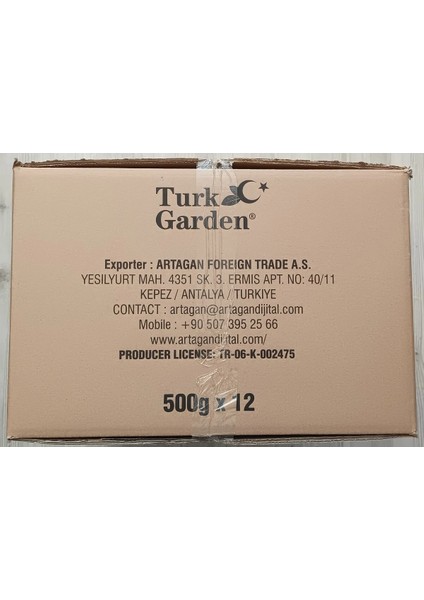 Turk
Garden®
Exporter : ARTAGAN FOREIGN TRADE A.S.
YESILYURT MAH. 4351 SK. 3. ERMIS APT. NO: 40/11
KEPEZ / ANTALYA / TURKIYE
CONTACT : artagan@artagandijital.com
Mobile : +90 507 395 25 66
www.artagandijital.com/
PRODUCER LICENSE: TR-06-K-002475
500g x 12